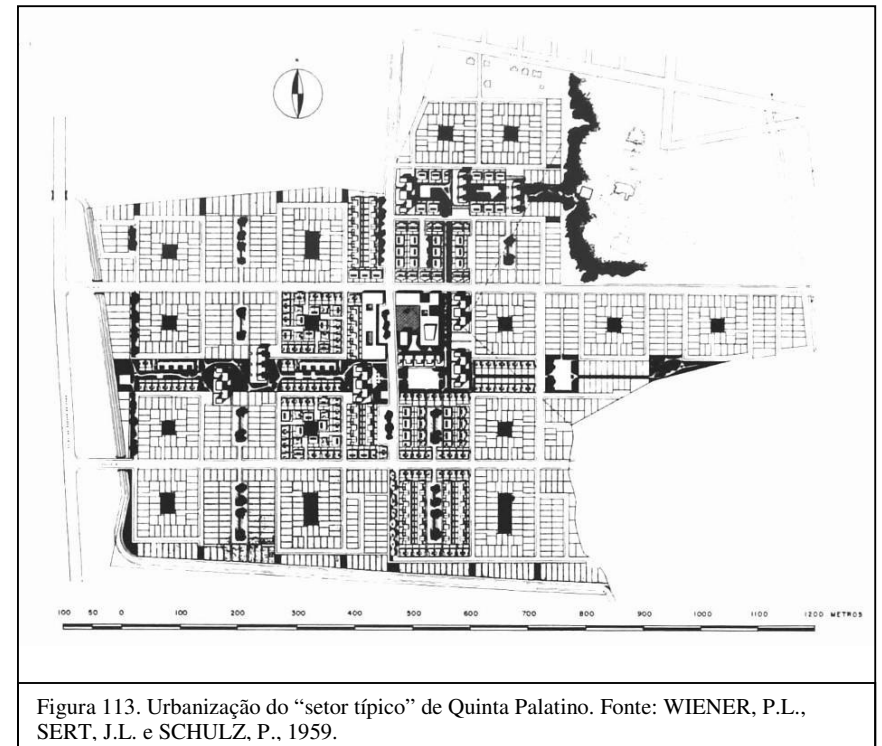 100 50 0 100 200 300 400 500 600 700 800 900 1000 1100 1200 METROS
Figura 113. Urbanização do “setor típico” de Quinta Palatino. Fonte: WIENER, P.L.,
SERT, J.L. e SCHULZ, P., 1959.